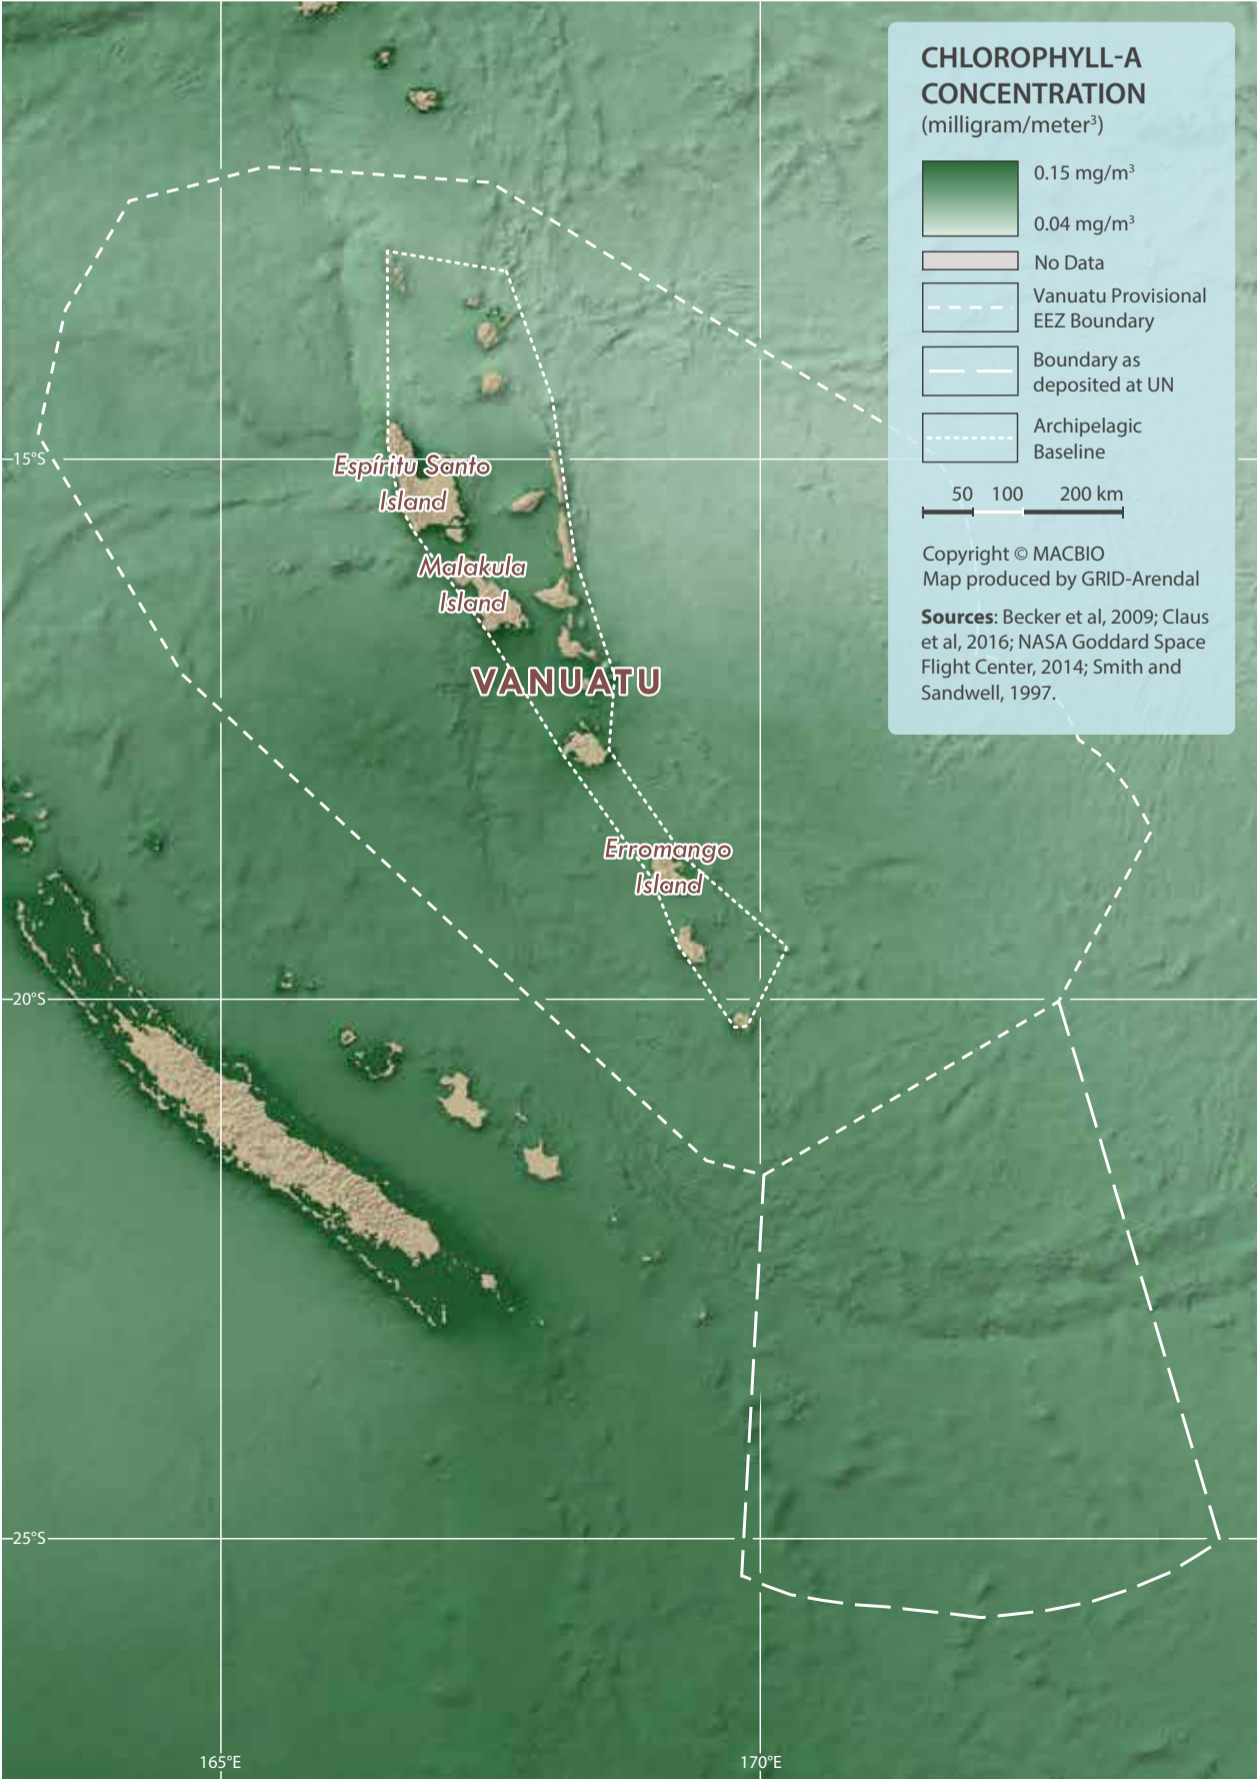 CHLOROPHYLL-A
CONCENTRATION
(milligram/meter³)
0.15 mg/m³
0.04 mg/m³
No Data
Vanuatu Provisional
EEZ Boundary
Boundary as
deposited at UN
Archipelagic
Baseline
50 100 200 km
Copyright © MACBIO
Map produced by GRID-Arendal
Sources: Becker et al, 2009; Claus
et al, 2016; NASA Goddard Space
Flight Center, 2014; Smith and
Sandwell, 1997.
15°S
Espíritu Santo
Island
Malakula
Island
VANUATU
Erromango
Island
20°S
25°S
165°E
170°E